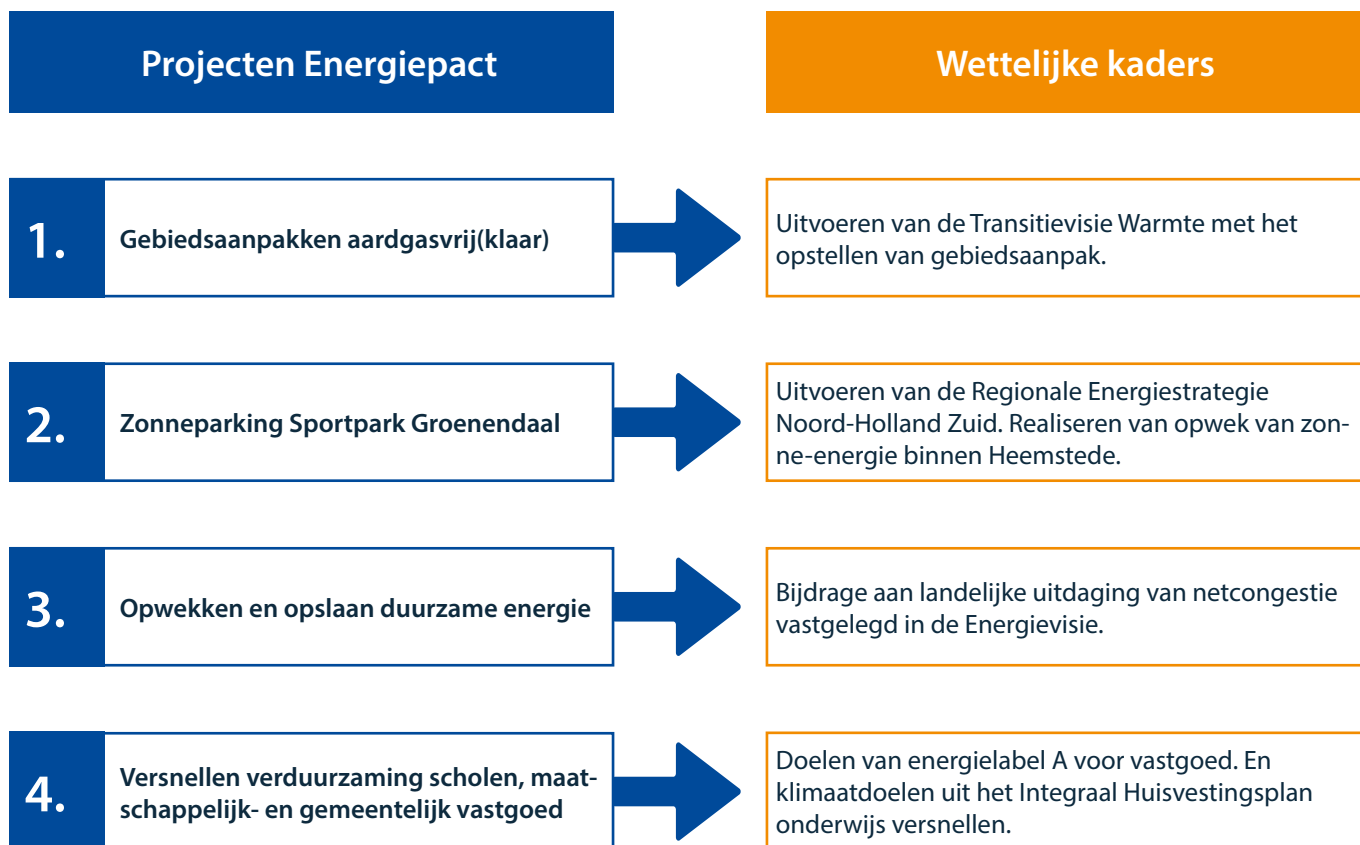 Projecten Energiepact
Wettelijke kaders
1.
Gebiedsaanpakken aardgasvrij(klaar)
Uitvoeren van de Transitievisie Warmte met het
opstellen van gebiedsaanpak.
2.
Zonneparking Sportpark Groenendaal
Uitvoeren van de Regionale Energiestrategie
Noord-Holland Zuid. Realiseren van opwek van zon-
ne-energie binnen Heemstede.
3.
Opwekken en opslaan duurzame energie
Bijdrage aan landelijke uitdaging van netcongestie
vastgelegd in de Energievisie.
4.
Versnellen verduurzaming scholen, maat-
schappelijk- en gemeentelijk vastgoed
Doelen van energielabel A voor vastgoed. En
klimaatdoelen uit het Integraal Huisvestingsplan
onderwijs versnellen.